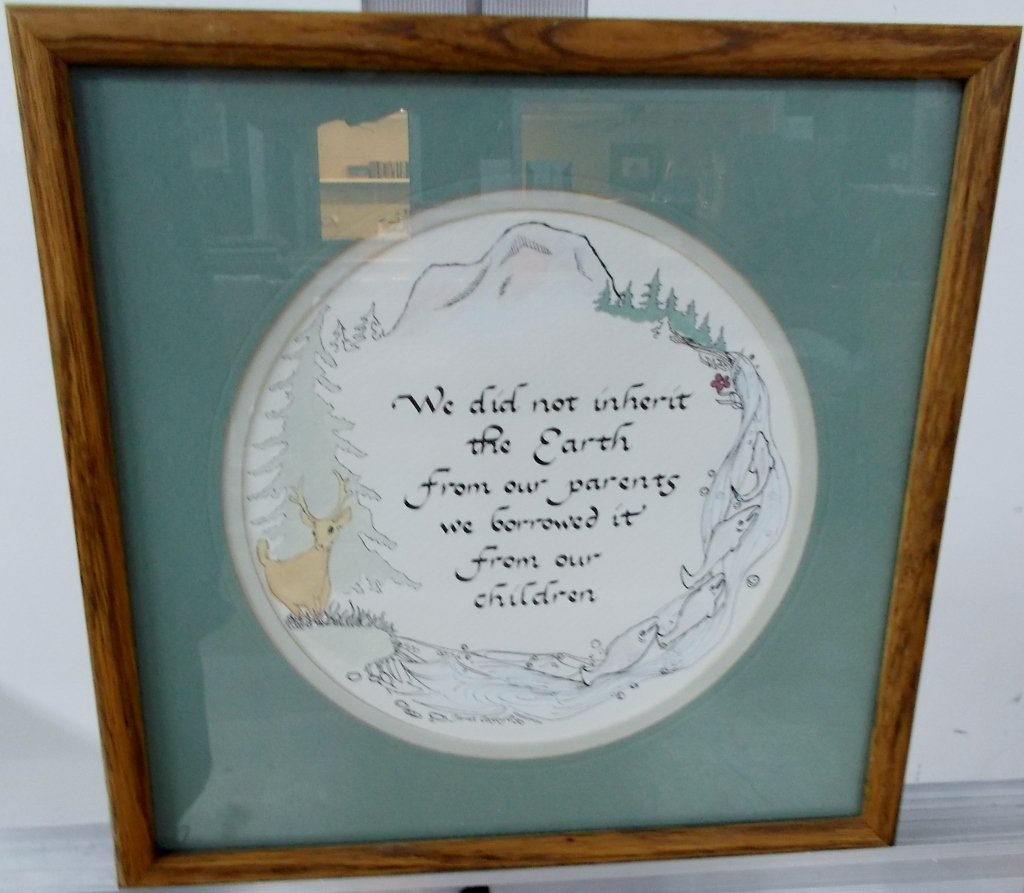 We did not inherit
the Earth
from our parents
we borrowed it
from our
children